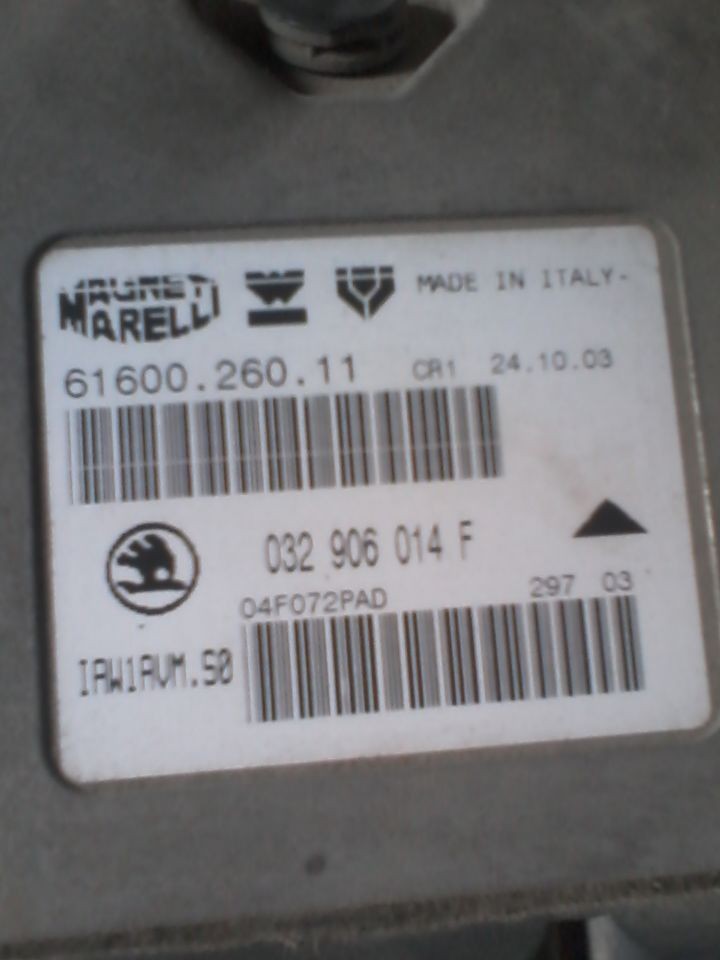 MAGNETI
MARELLI
MADE IN ITALY-
61600.260.11 CR1 24.10.03
032 906 014 F
04F072PAD 297 03
IAW1AVM.S0